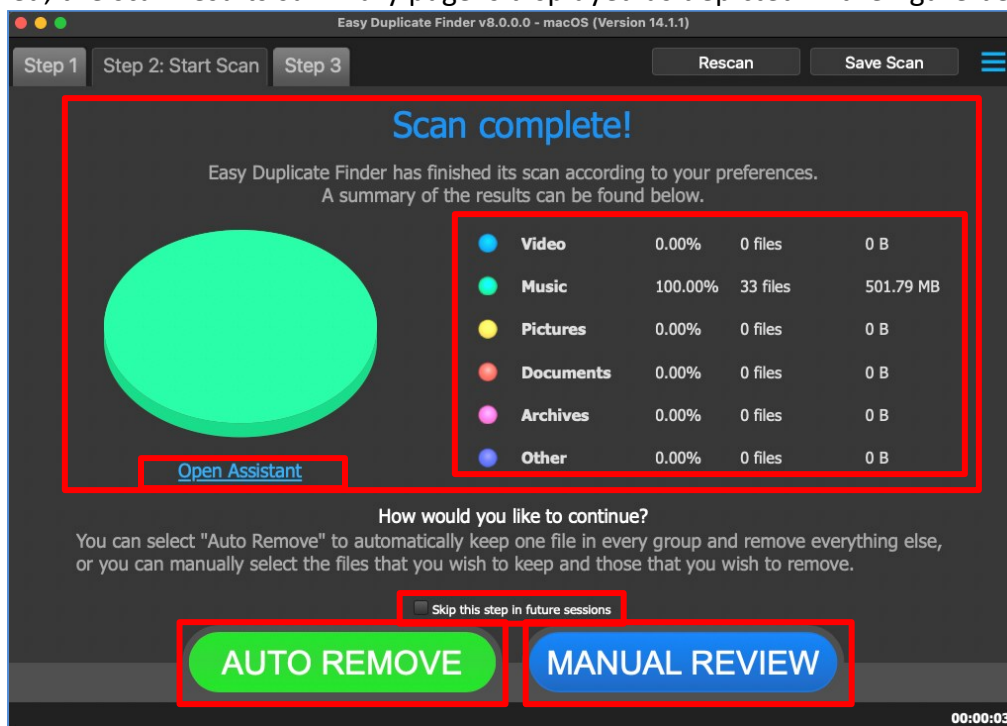 Easy Duplicate Finder v8.0.0.0 - macOS (Version 14.1.1)
Step 1 Step 2: Start Scan Step 3 Rescan Save Scan
Scan complete!
Easy Duplicate Finder has finished its scan according to your preferences.
A summary of the results can be found below.
Video 0.00% 0 files 0 B
Music 100.00% 33 files 501.79 MB
Pictures 0.00% 0 files 0 B
Documents 0.00% 0 files 0 B
Archives 0.00% 0 files 0 B
Other 0.00% 0 files 0 B
Open Assistant
How would you like to continue?
You can select "Auto Remove" to automatically keep one file in every group and remove everything else,
or you can manually select the files that you wish to keep and those that you wish to remove.
Skip this step in future sessions
AUTO REMOVE MANUAL REVIEW